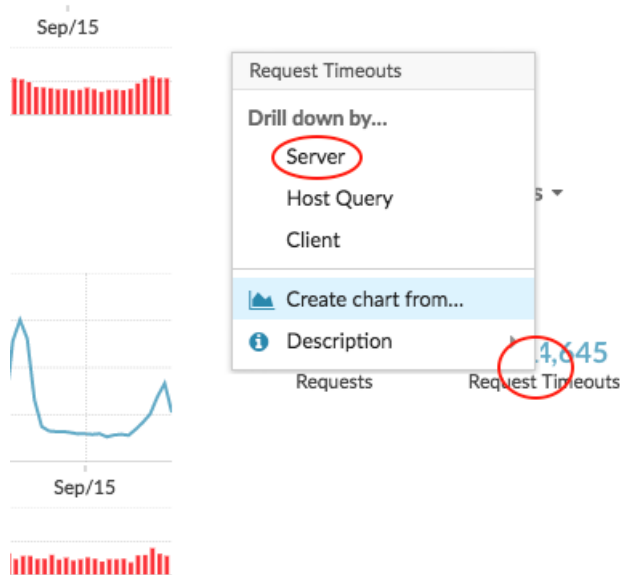 Sep/15
Request Timeouts
Drill down by...
Server
Host Query
Client
Create chart from...
Description
4,645
Requests
Request Timeouts
Sep/15